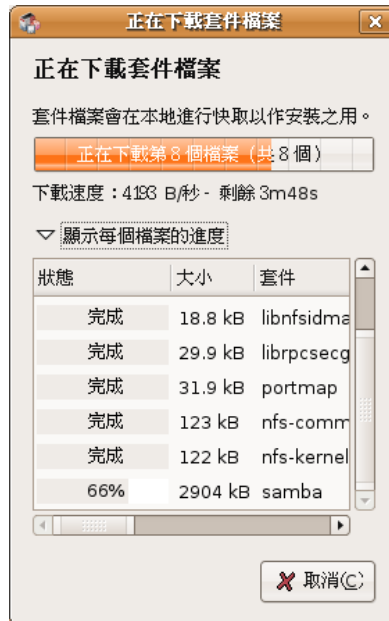 正在下載套件檔案
正在下載套件檔案
套件檔案會在本地進行快取以作安裝之用。
正在下載第 8 個檔案（共 8 個）
下載速度：4193 B/秒 - 剩餘 3m48s
顯示每個檔案的進度
狀態 大小 套件
完成 18.8 kB libnfsidma
完成 29.9 kB librpcsecg
完成 31.9 kB portmap
完成 123 kB nfs-comm
完成 122 kB nfs-kernel
66% 2904 kB samba
取消(C)